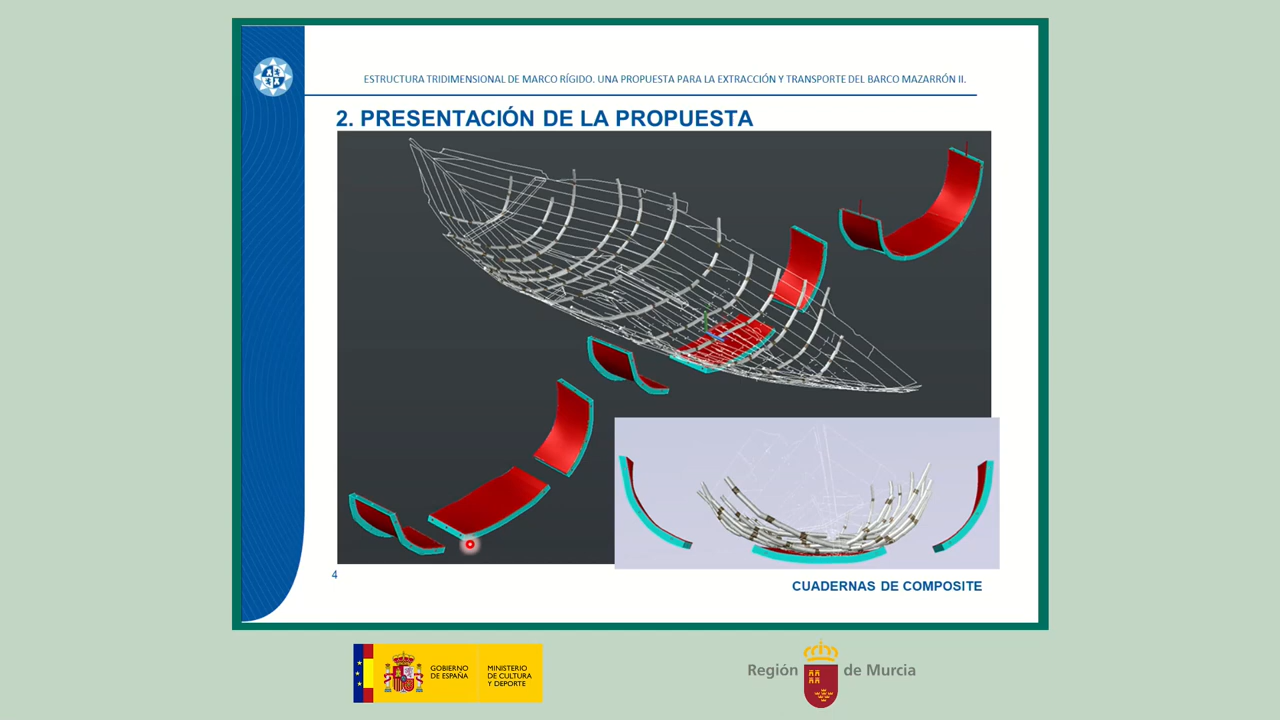 ESTRUCTURA TRIDIMENSIONAL DE MARCO RÍGIDO. UNA PROPUESTA PARA LA EXTRACCIÓN Y TRANSPORTE DEL BARCO MAZARRÓN II.
2. PRESENTACIÓN DE LA PROPUESTA
4
CUADERNAS DE COMPOSITE
GOBIERNO
DE ESPAÑA
MINISTERIO
DE CULTURA
Y DEPORTE
Región de Murcia